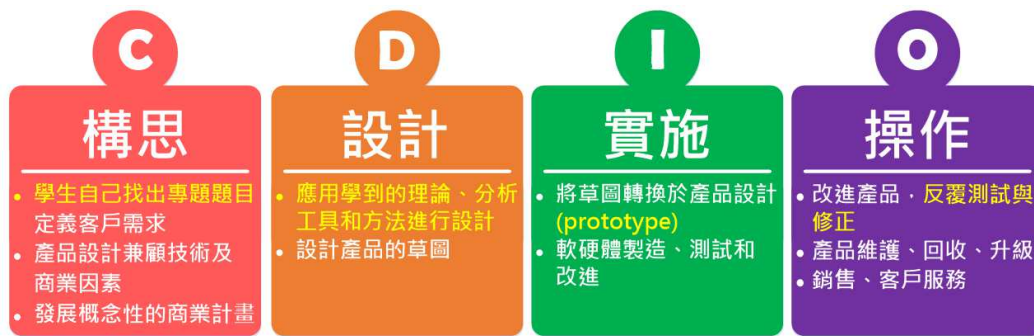 C
構思
• 學生自己找出專題題目
定義客戶需求
• 產品設計兼顧技術及
商業因素
• 發展概念性的商業計畫
D
設計
• 應用學到的理論、分析
工具和方法進行設計
• 設計產品的草圖
I
實施
• 將草圖轉換於產品設計
(prototype)
• 軟硬體製造、測試和
改進
O
操作
• 改進產品，反覆測試與
修正
• 產品維護、回收、升級
• 銷售、客戶服務